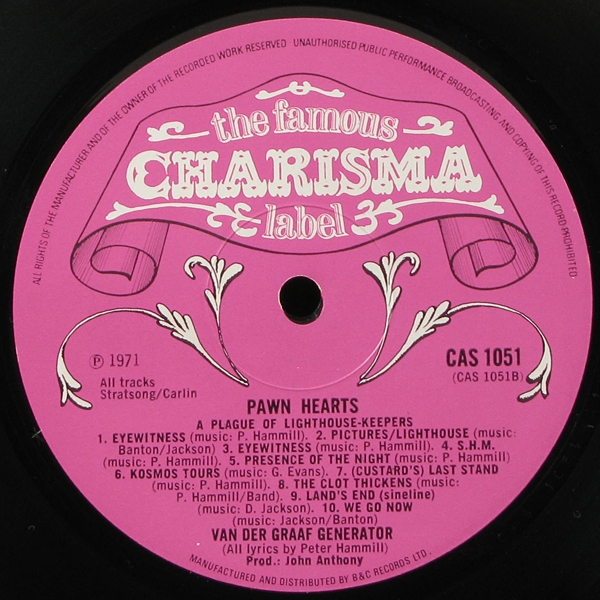 ALL RIGHTS OF THE MANUFACTURER AND OF THE OWNER OF THE RECORDED WORK RESERVED UNAUTHORISED PUBLIC PERFORMANCE BROADCASTING AND COPYING OF THIS RECORD PROHIBITED
the famous
CHARISMA
label
℗ 1971
All tracks
Stratsong/Carlin
CAS 1051
(CAS 1051B)
PAWN HEARTS
A PLAGUE OF LIGHTHOUSE-KEEPERS
1. EYEWITNESS (music: P. Hammill). 2. PICTURES/LIGHTHOUSE (music:
Banton/Jackson) 3. EYEWITNESS (music: P. Hammill). 4. S.H.M.
(music: P. Hammill). 5. PRESENCE OF THE NIGHT (music: P. Hammill)
6. KOSMOS TOURS (music: G. Evans). 7. (CUSTARD'S) LAST STAND
(music: P. Hammill). 8. THE CLOT THICKENS (music:
P. Hammill/Band). 9. LAND'S END (sineline)
(music: D. Jackson). 10. WE GO NOW
(music: Jackson/Banton)
VAN DER GRAAF GENERATOR
(All lyrics by Peter Hammill)
Prod.: John Anthony
MANUFACTURED AND DISTRIBUTED BY B&C RECORDS LTD.